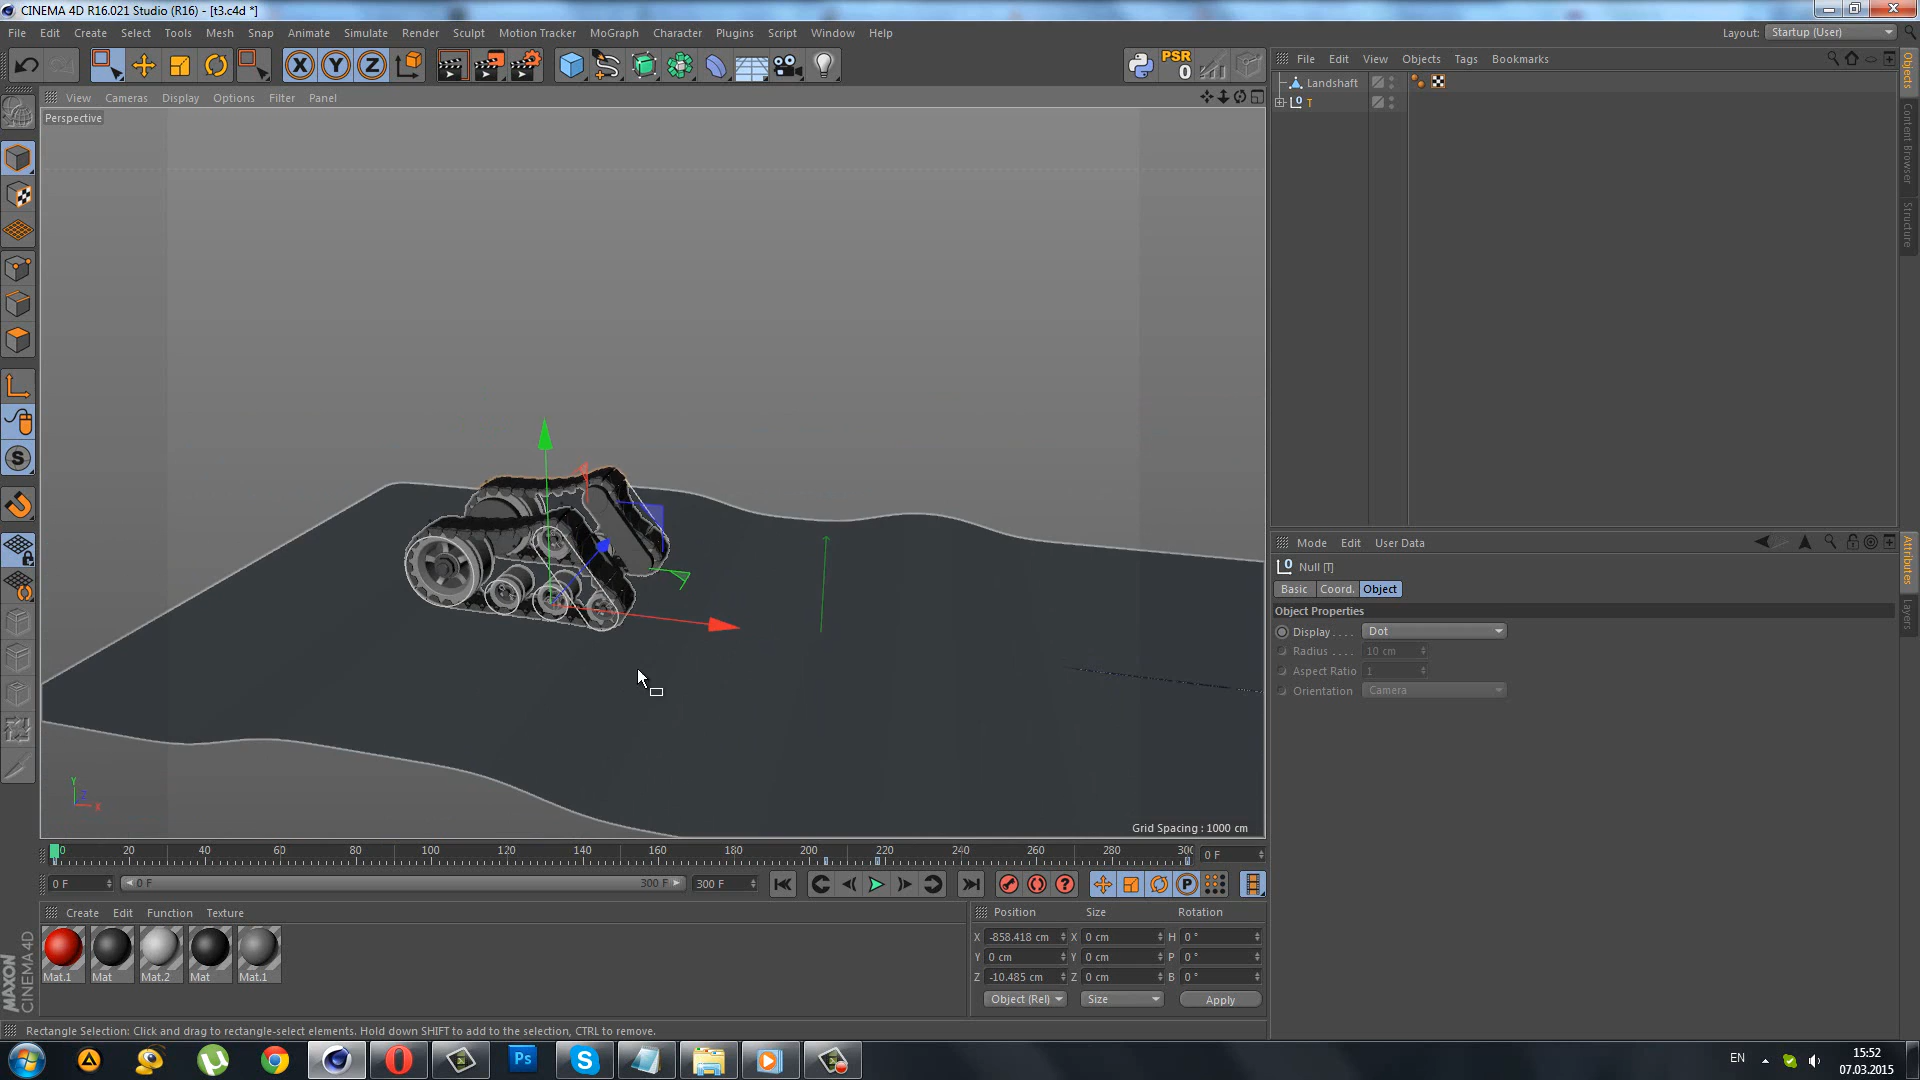 CINEMA 4D R16.021 Studio (R16) - [t3.c4d *]
File Edit Create Select Tools Mesh Snap Animate Simulate Render Sculpt Motion Tracker MoGraph Character Plugins Script Window Help
Layout: Startup (User)
X Y Z
PSR
0
File Edit View Objects Tags Bookmarks
View Cameras Display Options Filter Panel
Perspective
Landshaft
T
Objects
Content Browser
Structure
Mode Edit User Data
Null [T]
Basic Coord. Object
Object Properties
Display . . . . Dot
Radius . . . . 10 cm
Aspect Ratio 1
Orientation Camera
Attributes
Layers
Y
Z
X
Grid Spacing : 1000 cm
0 20 40 60 80 100 120 140 160 180 200 220 240 260 280 300 0 F
0 F 0 F 300 F 300 F
Create Edit Function Texture
Mat.1 Mat Mat.2 Mat Mat.1
Position Size Rotation
X -858.418 cm X 0 cm H 0 °
Y 0 cm Y 0 cm P 0 °
Z -10.485 cm Z 0 cm B 0 °
Object (Rel) Size Apply
MAXON
CINEMA 4D
Rectangle Selection: Click and drag to rectangle-select elements. Hold down SHIFT to add to the selection, CTRL to remove.
Ps
EN
15:52
07.03.2015